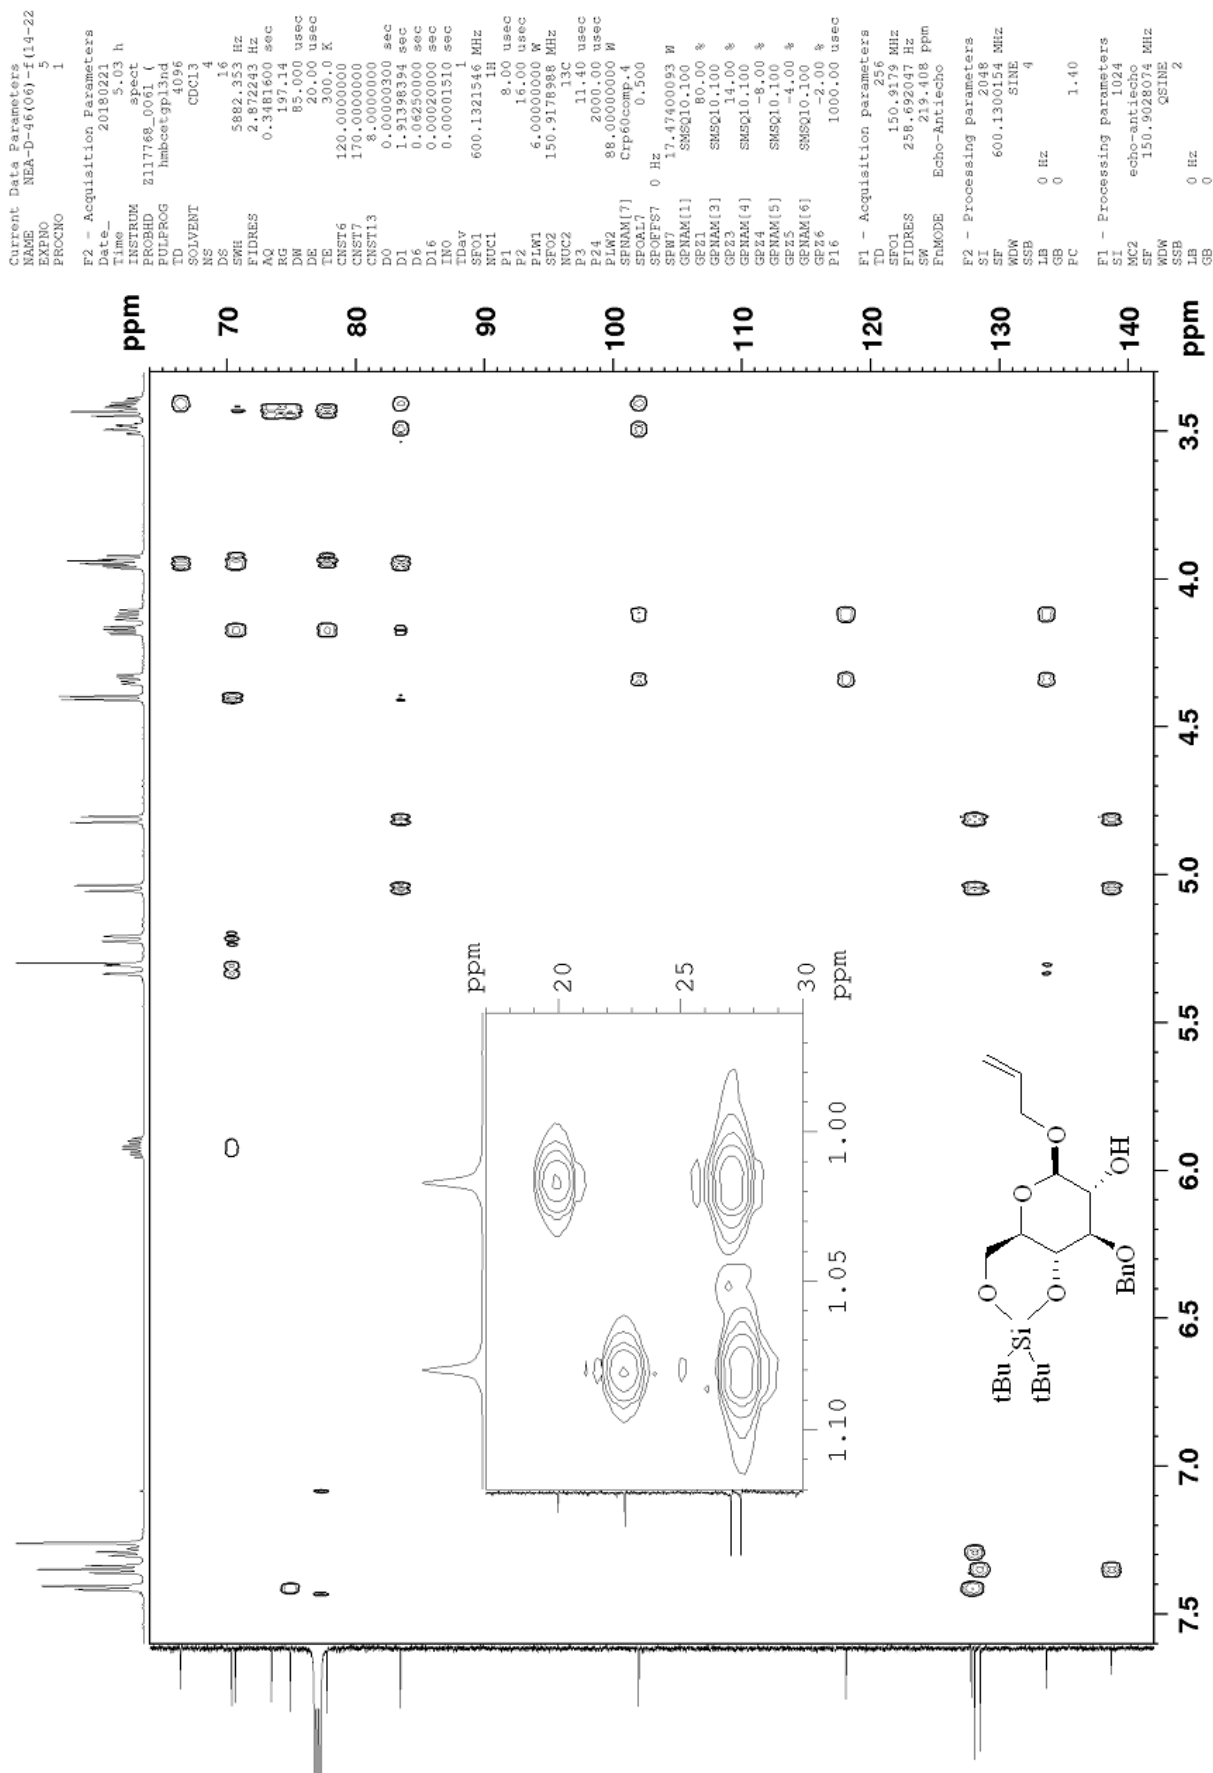 Current Data Parameters
NAME NEA-D-46(06)-f(14-22
EXPNO 5
PROCNO 1
F2 - Acquisition Parameters
Date_ 20180221
Time 5.03 h
INSTRUM spect
PROBHD Z117768_0061 (
PULPROG hmbcetgpl3nd
TD 4096
SOLVENT CDCl3
NS 4
DS 16
SWH 5882.353 Hz
FIDRES 2.872243 Hz
AQ 0.3481600 sec
RG 197.14
DW 85.000 usec
DE 20.00 usec
TE 300.0 K
CNST6 120.0000000
CNST7 170.0000000
CNST13 8.0000000
D0 0.00000300 sec
D1 1.91398394 sec
D6 0.06250000 sec
D16 0.00020000 sec
IN0 0.00001510 sec
TDav 1
SFO1 600.1321546 MHz
NUC1 1H
P1 8.00 usec
P2 16.00 usec
PLW1 6.00000000 W
SFO2 150.9178988 MHz
NUC2 13C
P3 11.40 usec
P24 2000.00 usec
PLW2 88.00000000 W
SPNAM[7] Crp60comp.4
SPOAL7 0.500
SPOFFS7 0 Hz
SPW7 17.47400093 W
GPNAM[1] SMSQ10.100
GPZ1 80.00 %
GPNAM[3] SMSQ10.100
GPZ3 14.00 %
GPNAM[4] SMSQ10.100
GPZ4 -8.00 %
GPNAM[5] SMSQ10.100
GPZ5 -4.00 %
GPNAM[6] SMSQ10.100
GPZ6 -2.00 %
P16 1000.00 usec
F1 - Acquisition parameters
TD 256
SFO1 150.9179 MHz
FIDRES 258.692047 Hz
SW 219.408 ppm
FnMODE Echo-Antiecho
F2 - Processing parameters
SI 2048
SF 600.1300154 MHz
WDW SINE
SSB 4
LB 0 Hz
GB 0
PC 1.40
F1 - Processing parameters
SI 1024
MC2 echo-antiecho
SF 150.9028074 MHz
WDW QSINE
SSB 2
LB 0 Hz
GB 0
ppm
70
80
90
100
110
120
130
140
ppm
7.5 7.0 6.5 6.0 5.5 5.0 4.5 4.0 3.5
ppm
20
25
30
ppm
1.10 1.05 1.00
tBu
tBu
Si
O
O
O
O
OH
BnO